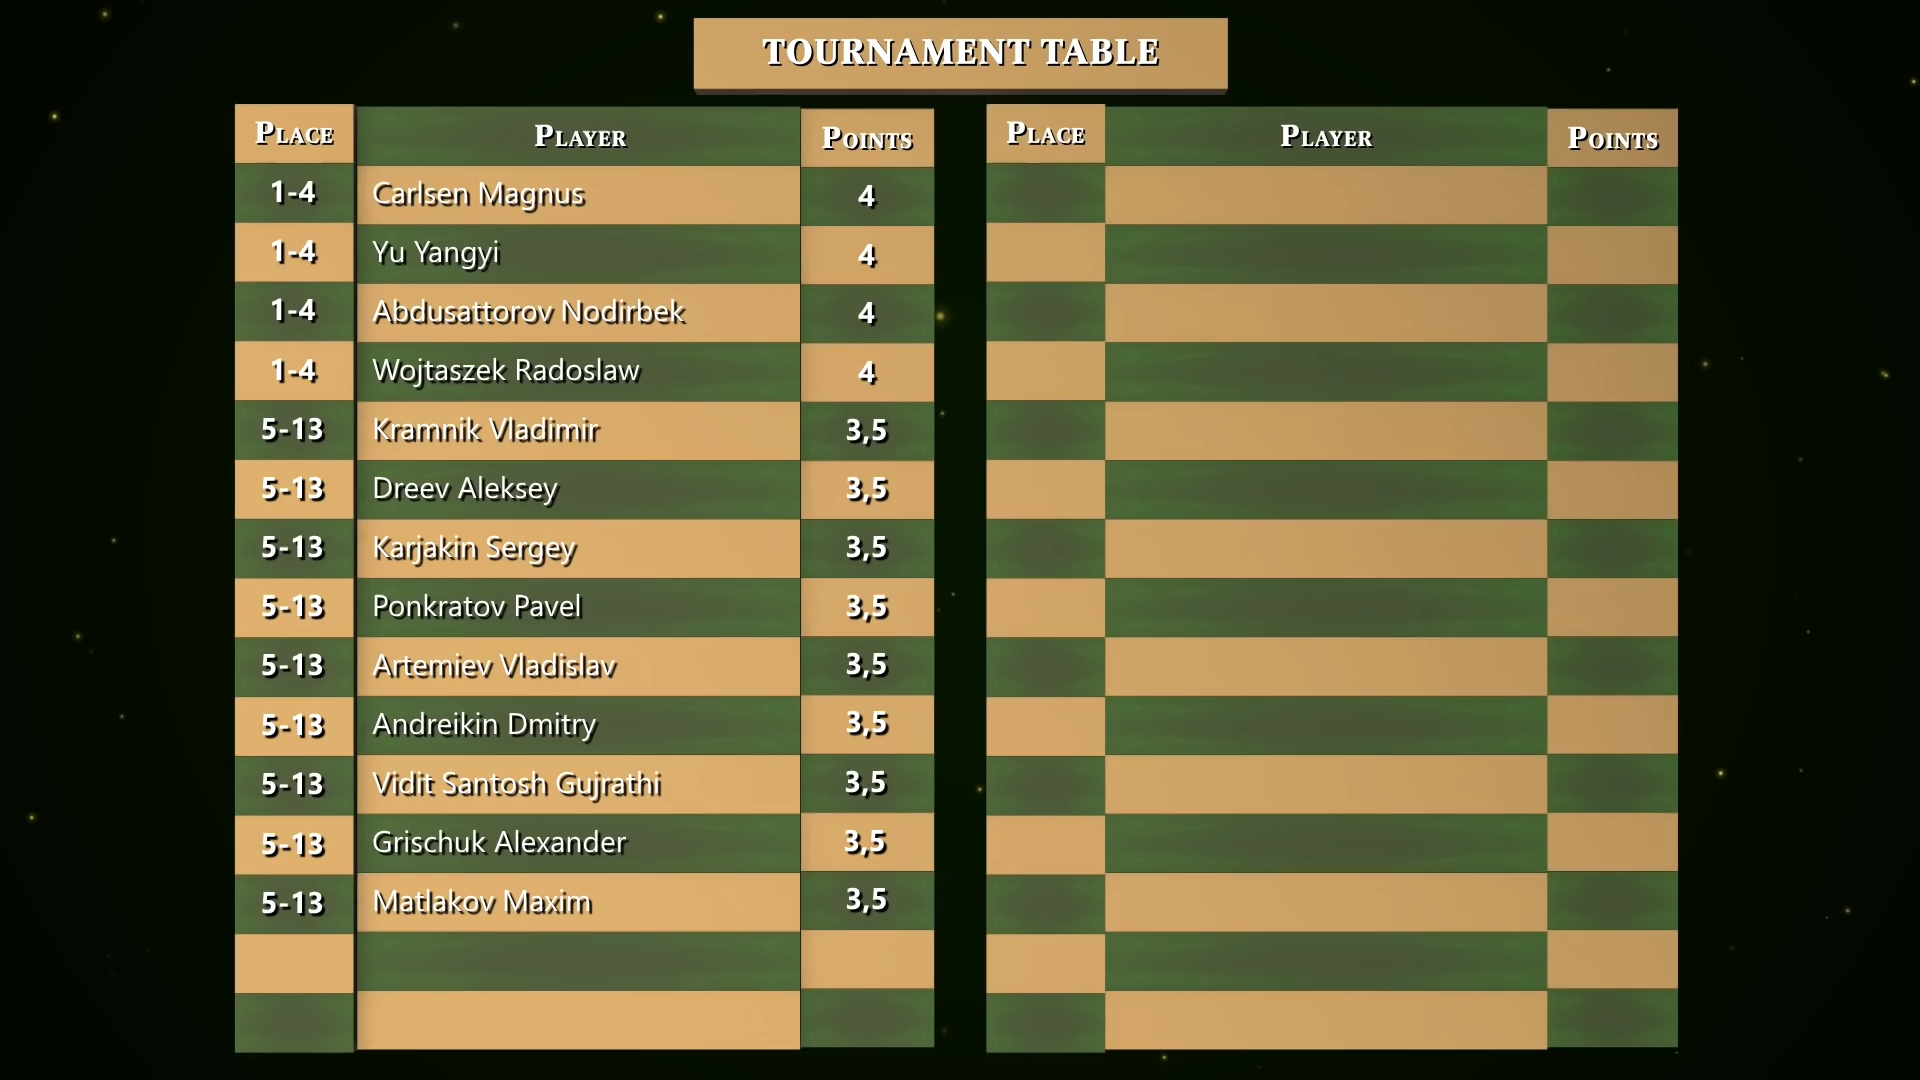 TOURNAMENT TABLE
PLACE PLAYER POINTS
1-4 Carlsen Magnus 4
1-4 Yu Yangyi 4
1-4 Abdusattorov Nodirbek 4
1-4 Wojtaszek Radoslaw 4
5-13 Kramnik Vladimir 3,5
5-13 Dreev Aleksey 3,5
5-13 Karjakin Sergey 3,5
5-13 Ponkratov Pavel 3,5
5-13 Artemiev Vladislav 3,5
5-13 Andreikin Dmitry 3,5
5-13 Vidit Santosh Gujrathi 3,5
5-13 Grischuk Alexander 3,5
5-13 Matlakov Maxim 3,5
PLACE PLAYER POINTS